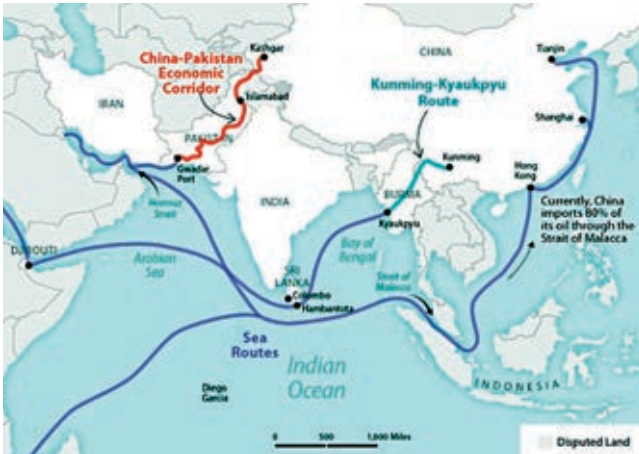 Kashgar
China-Pakistan
Economic
Corridor
CHINA
Tianjin
IRAN
Islamabad
Kunming-Kyaukpyu
Route
PAKISTAN
Shanghai
Gwadar
Port
Kunming
Hong
Kong
INDIA
BURMA
Hormuz
Strait
Kyaukpyu
Currently, China
imports 80% of
its oil through the
Strait of Malacca
DJIBOUTI
Arabian
Sea
Bay of
Bengal
SRI
LANKA
Colombo
Hambantota
Strait of
Malacca
Sea
Routes
Indian
Ocean
Diego
Garcia
INDONESIA
0 500 1,000 Miles
Disputed Land